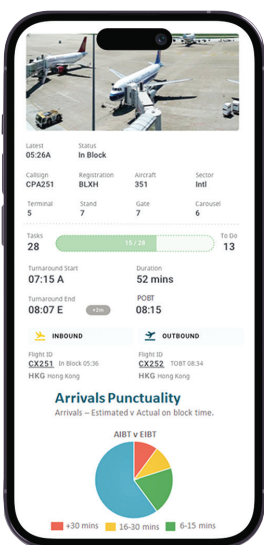 Latest Status
05:26A In Block
Callsign Registration Aircraft Sector
CPA251 BLXH 351 Intl
Terminal Stand Gate Carousel
5 7 7 6
Tasks To Do
28 15 / 28 13
Turnaround Start Duration
07:15 A 52 mins
Turnaround End POBT
08:07 E +2m 08:15
INBOUND OUTBOUND
Flight ID Flight ID
CX251 In Block 05:36 CX252 TOBT 08:34
HKG Hong Kong HKG Hong Kong
Arrivals Punctuality
Arrivals – Estimated v Actual on block time.
AIBT v EIBT
+30 mins 16-30 mins 6-15 mins